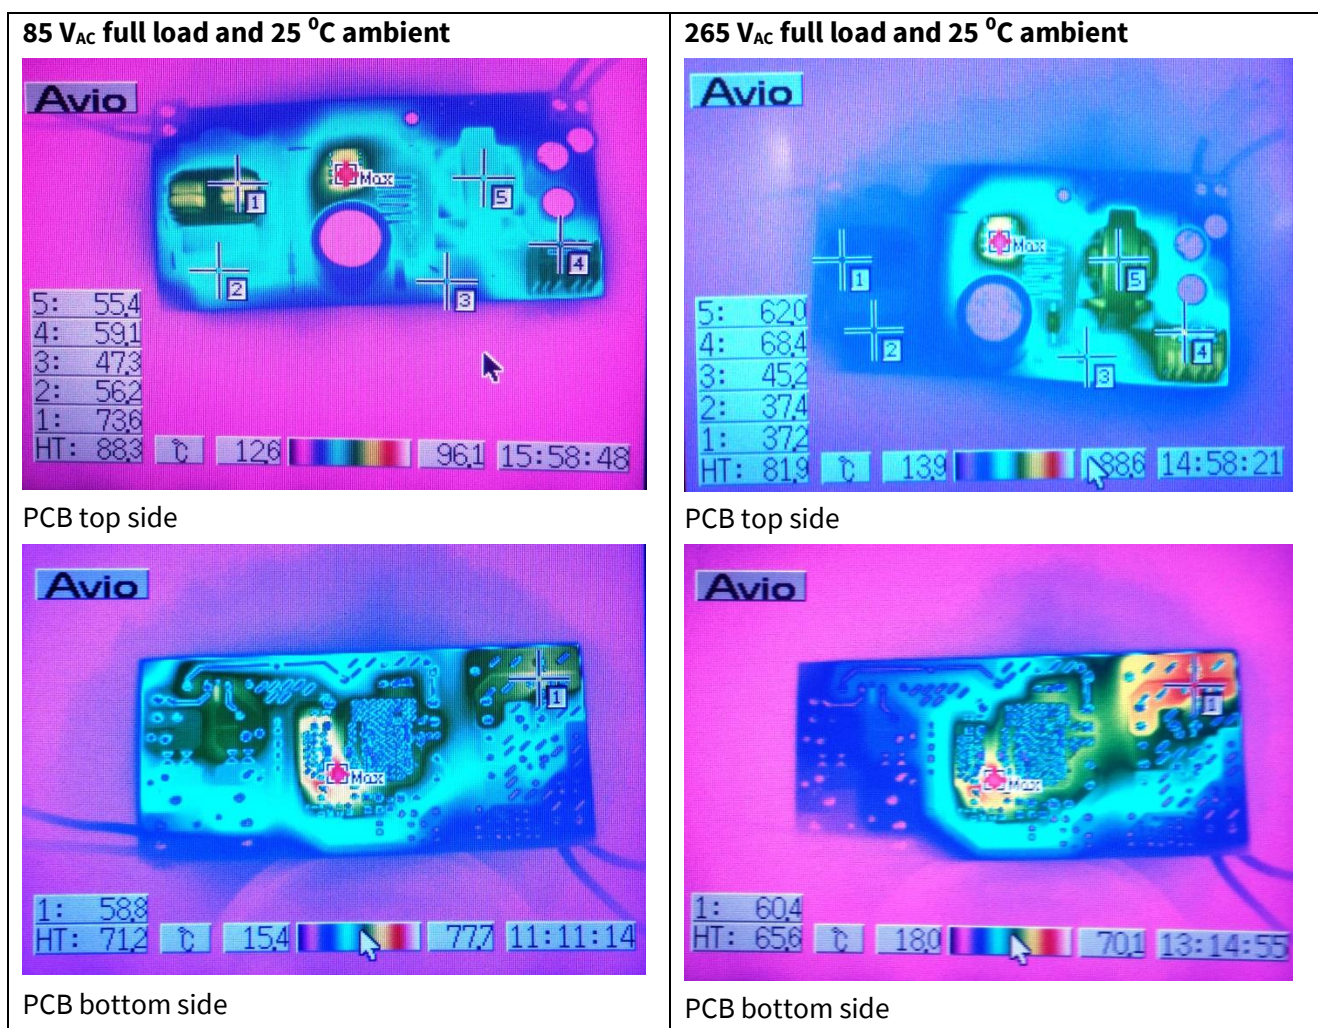 85 VAC full load and 25 ⁰C ambient
Avio
Max
1
5
4
2
3
5: 55.4
4: 59.1
3: 47.3
2: 56.2
1: 73.6
HT: 88.3 ℃ 12.6 96.1 15:58:48
PCB top side
265 VAC full load and 25 ⁰C ambient
Avio
Max
1
5
4
2
3
5: 62.0
4: 68.4
3: 45.2
2: 37.4
1: 37.2
HT: 81.9 ℃ 13.9 88.6 14:58:21
PCB top side
Avio
1
Max
1: 58.8
HT: 71.2 ℃ 15.4 77.7 11:11:14
PCB bottom side
Avio
1
Max
1: 60.4
HT: 65.6 ℃ 18.0 70.1 13:14:55
PCB bottom side